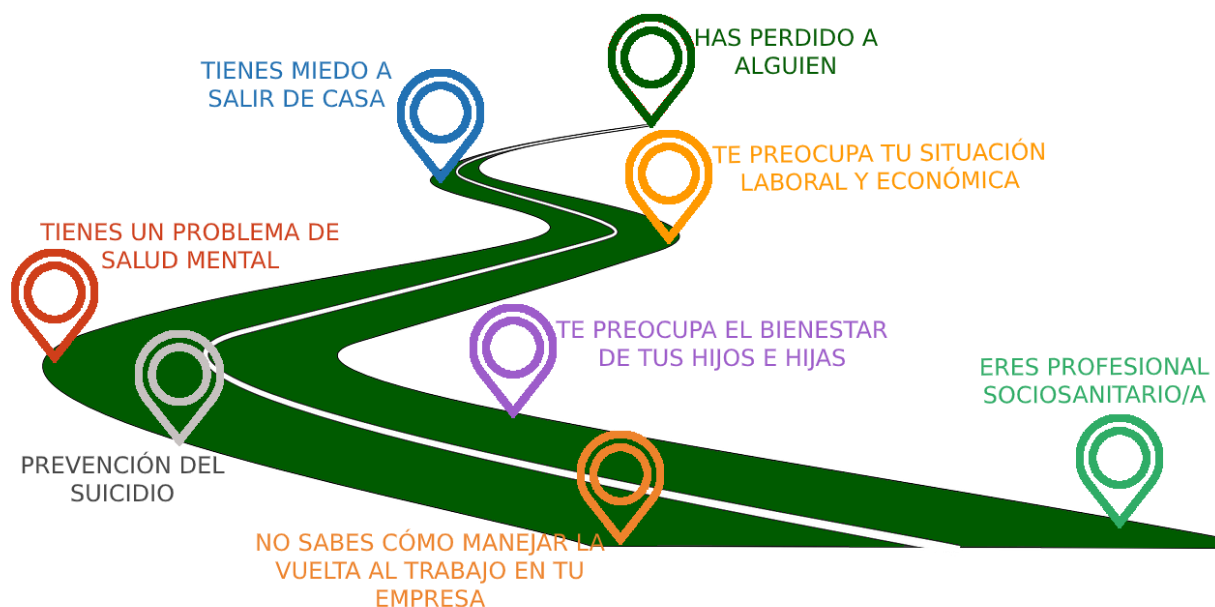 HAS PERDIDO A
ALGUIEN
TIENES MIEDO A
SALIR DE CASA
TE PREOCUPA TU SITUACIÓN
LABORAL Y ECONÓMICA
TIENES UN PROBLEMA DE
SALUD MENTAL
TE PREOCUPA EL BIENESTAR
DE TUS HIJOS E HIJAS
ERES PROFESIONAL
SOCIOSANITARIO/A
PREVENCIÓN DEL
SUICIDIO
NO SABES CÓMO MANEJAR LA
VUELTA AL TRABAJO EN TU
EMPRESA